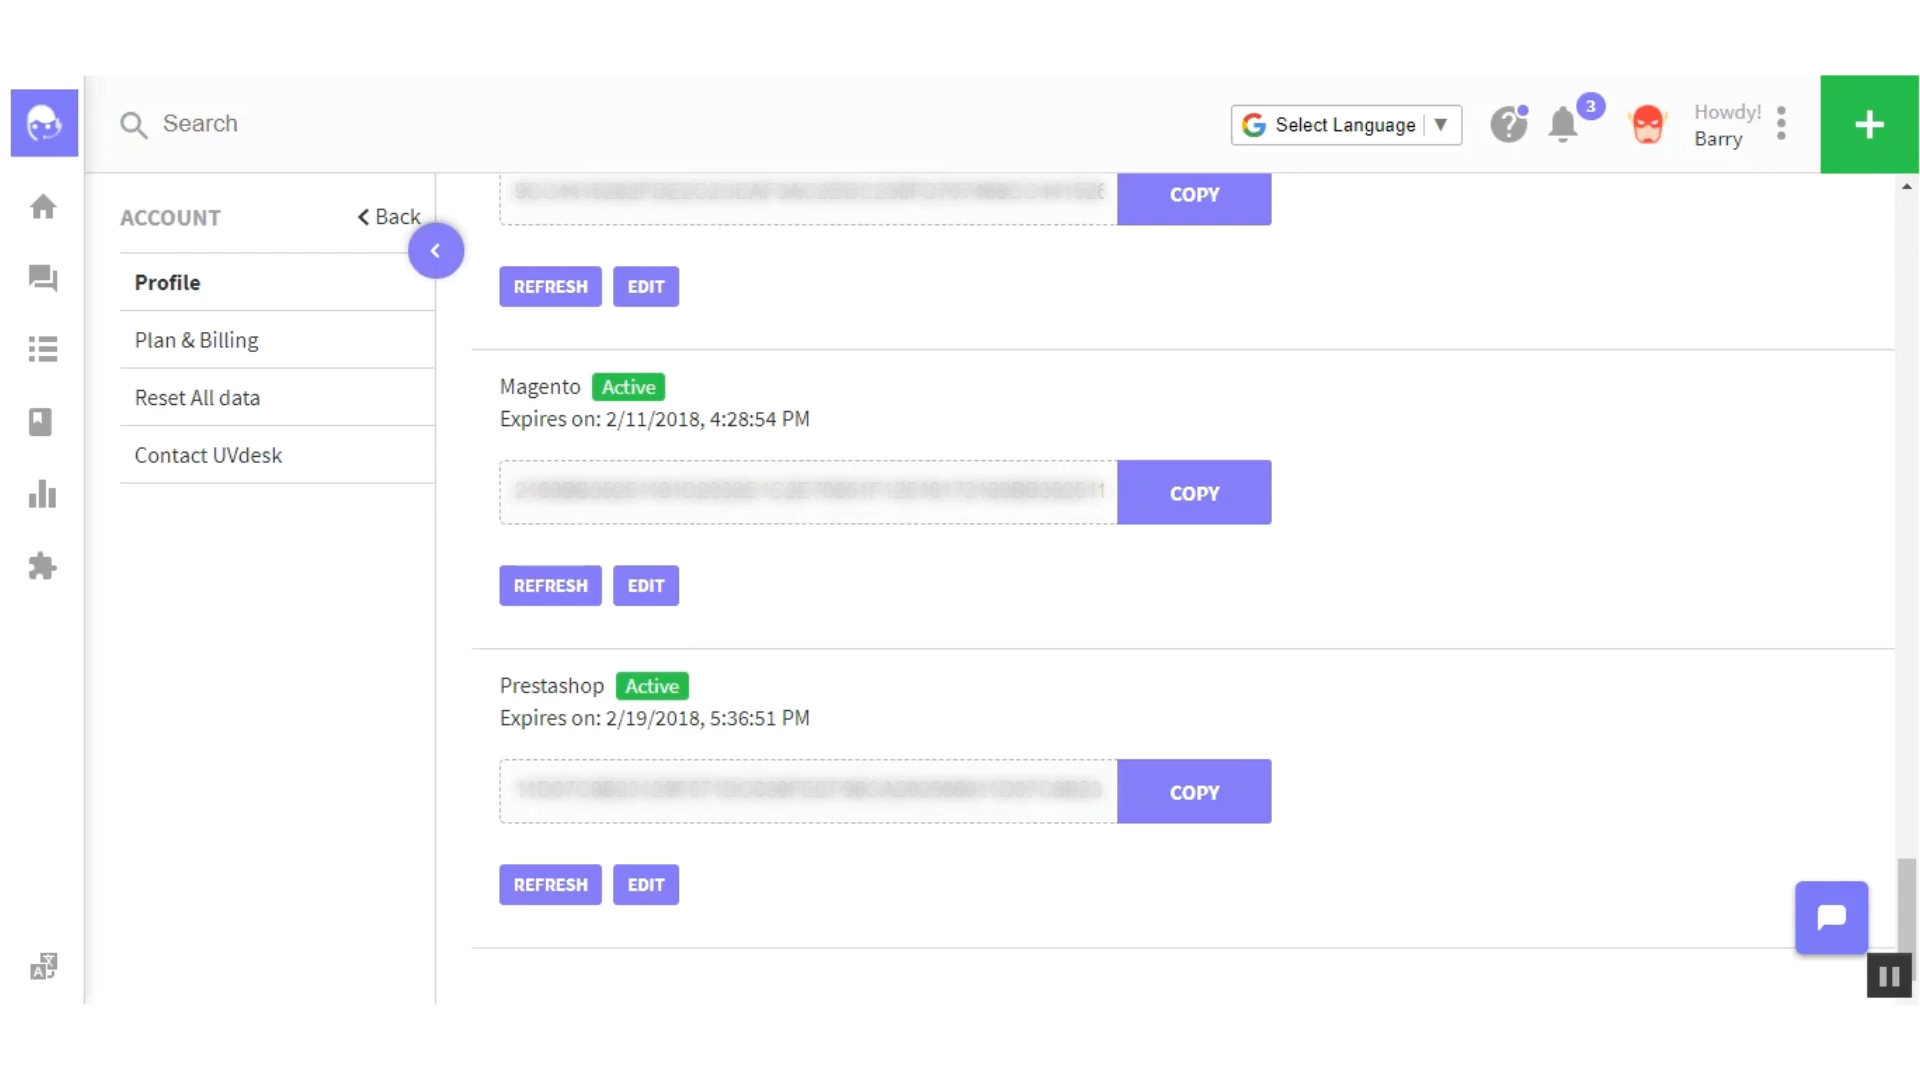 Search
Select Language ▼
3
Howdy!
Barry
+
ACCOUNT
Back
Profile
Plan & Billing
Reset All data
Contact UVdesk
COPY
REFRESH EDIT
Magento Active
Expires on: 2/11/2018, 4:28:54 PM
COPY
REFRESH EDIT
Prestashop Active
Expires on: 2/19/2018, 5:36:51 PM
COPY
REFRESH EDIT